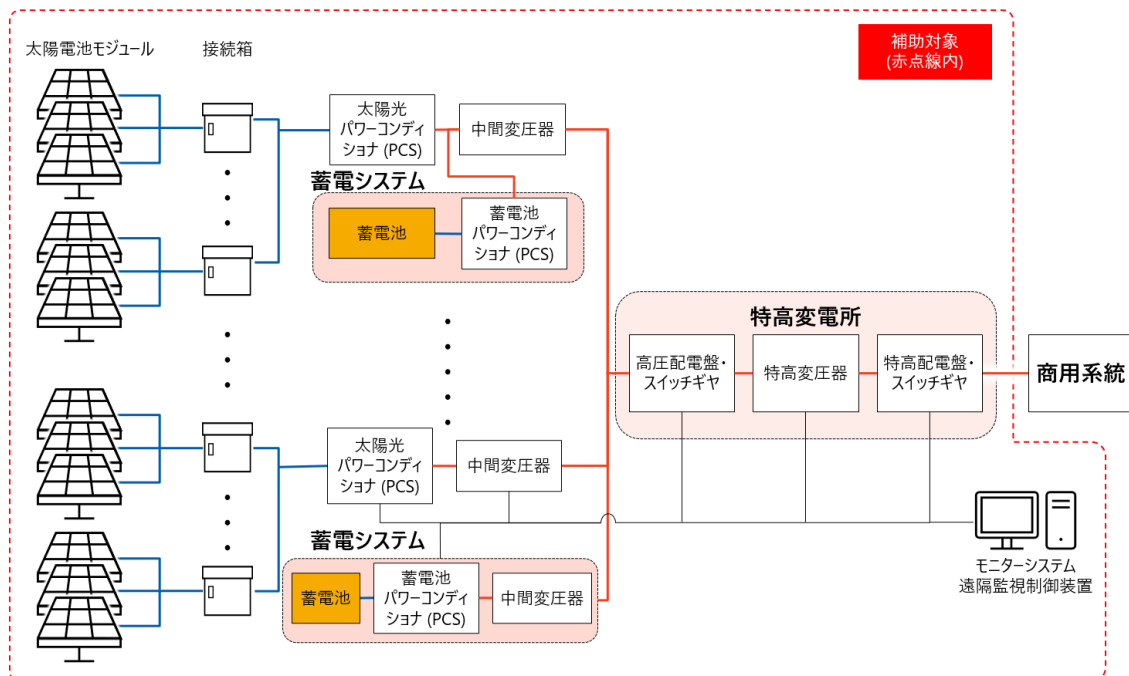 補助対象
(赤点線内)
太陽電池モジュール
接続箱
太陽光
パワーコンディ
ショナ (PCS)
中間変圧器
蓄電システム
蓄電池
蓄電池
パワーコンディ
ショナ (PCS)
特高変電所
高圧配電盤・
スイッチギヤ
特高変圧器
特高配電盤・
スイッチギヤ
商用系統
太陽光
パワーコンディ
ショナ (PCS)
中間変圧器
蓄電システム
蓄電池
蓄電池
パワーコンディ
ショナ (PCS)
中間変圧器
モニターシステム
遠隔監視制御装置